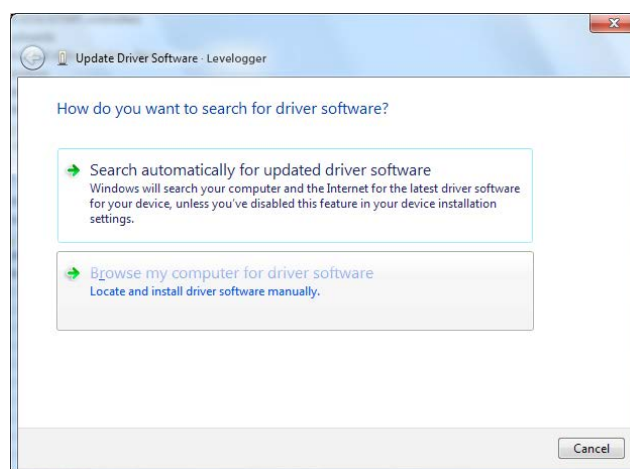 Update Driver Software - Levelogger
How do you want to search for driver software?
Search automatically for updated driver software
Windows will search your computer and the Internet for the latest driver software
for your device, unless you've disabled this feature in your device installation
settings.
Browse my computer for driver software
Locate and install driver software manually.
Cancel